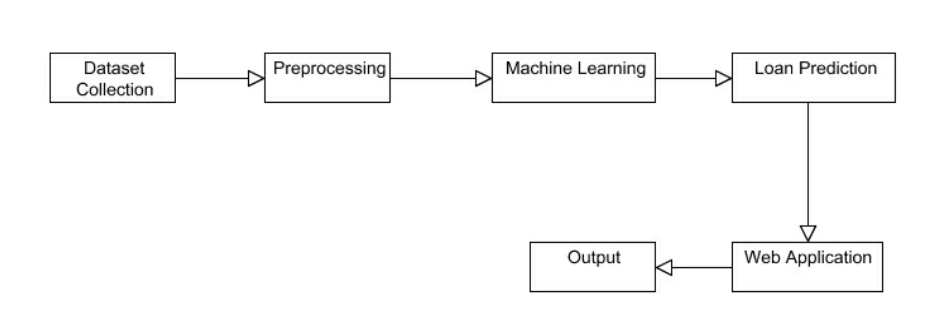 Dataset
Collection
Preprocessing
Machine Learning
Loan Prediction
Output
Web Application